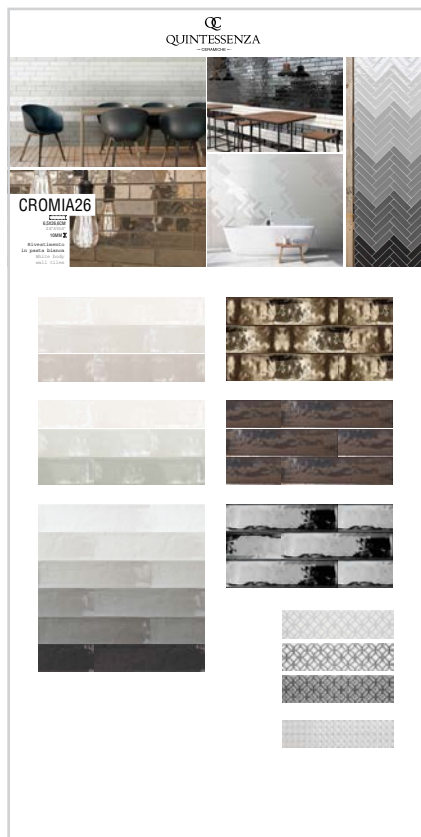 QC
QUINTESSENZA
CERAMICHE
CROMIA26
10MM
Rivestimento
in pasta bianca
white body
wall tiles